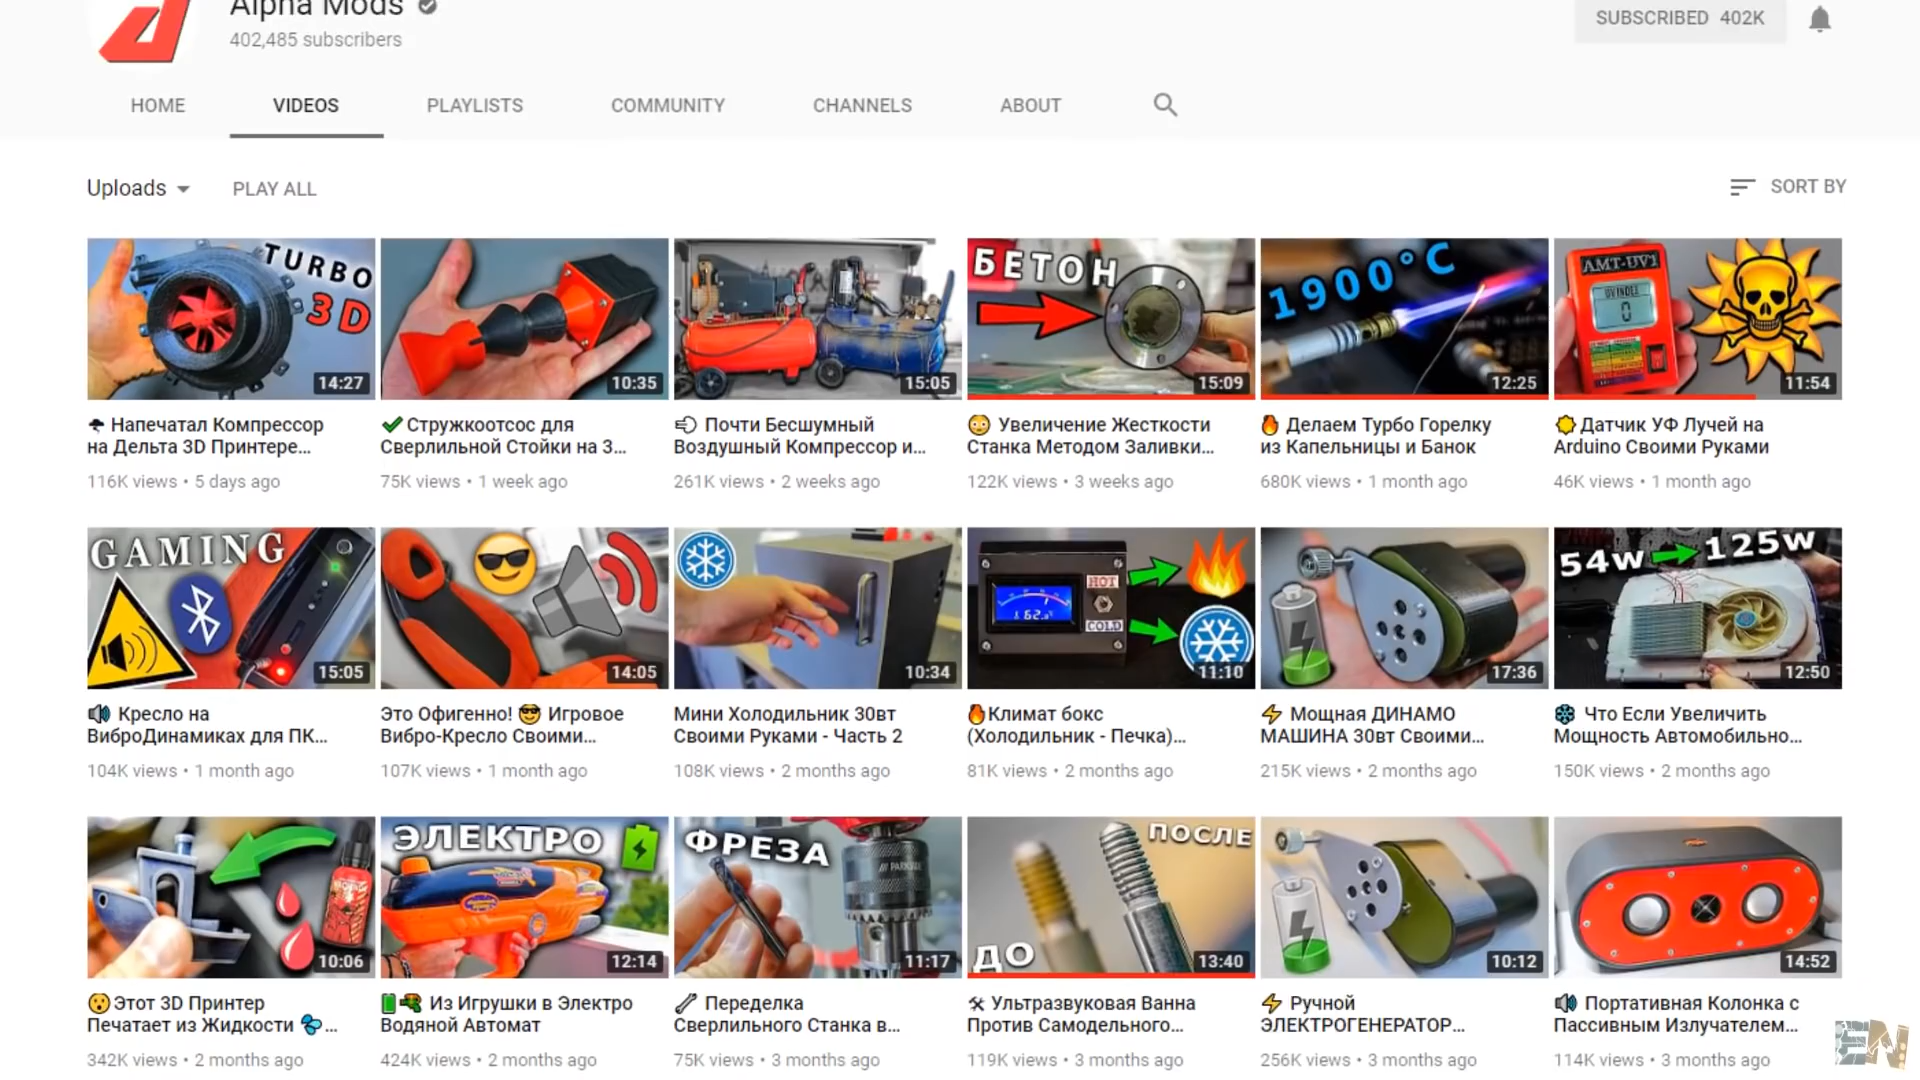 Alpha Mods
402,485 subscribers
SUBSCRIBED 402K
HOME
VIDEOS
PLAYLISTS
COMMUNITY
CHANNELS
ABOUT
Uploads
PLAY ALL
SORT BY
TURBO
3D
14:27
10:35
15:05
БЕТОН
15:09
1900°C
12:25
AMT-UV1
UV INDEX
0
11:54
Напечатал Компрессор
на Дельта 3D Принтере...
116K views • 5 days ago
Стружкоотсос для
Сверлильной Стойки на 3...
75K views • 1 week ago
Почти Бесшумный
Воздушный Компрессор и...
261K views • 2 weeks ago
Увеличение Жесткости
Станка Методом Заливки...
122K views • 3 weeks ago
Делаем Турбо Горелку
из Капельницы и Банок
680K views • 1 month ago
Датчик УФ Лучей на
Arduino Своими Руками
46K views • 1 month ago
GAMING
15:05
14:05
10:34
HOT
COLD
11:10
17:36
54w
125w
12:50
Кресло на
ВиброДинамиках для ПК...
104K views • 1 month ago
Это Офигенно! Игровое
Вибро-Кресло Своими...
107K views • 1 month ago
Мини Холодильник 30вт
Своими Руками - Часть 2
108K views • 2 months ago
Климат бокс
(Холодильник - Печка)...
81K views • 2 months ago
Мощная ДИНАМО
МАШИНА 30вт Своими...
215K views • 2 months ago
Что Если Увеличить
Мощность Автомобильно...
150K views • 2 months ago
10:06
ЭЛЕКТРО
12:14
ФРЕЗА
11:17
ПОСЛЕ
ДО
13:40
10:12
14:52
Этот 3D Принтер
Печатает из Жидкости ...
342K views • 2 months ago
Из Игрушки в Электро
Водяной Автомат
424K views • 2 months ago
Переделка
Сверлильного Станка в...
75K views • 3 months ago
Ультразвуковая Ванна
Против Самодельного...
119K views • 3 months ago
Ручной
ЭЛЕКТРОГЕНЕРАТОР...
256K views • 3 months ago
Портативная Колонка с
Пассивным Излучателем...
114K views • 3 months ago
EN